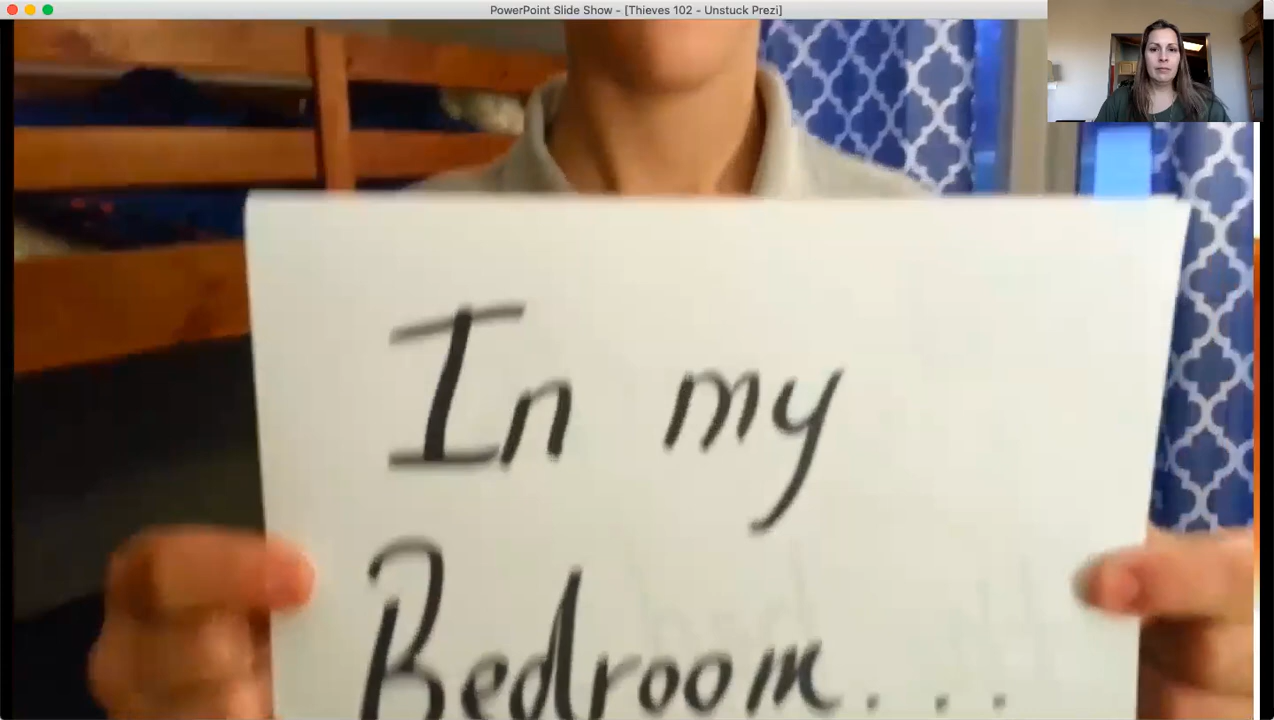 PowerPoint Slide Show - [Thieves 102 - Unstuck Prezi]
In my
Bedroom...